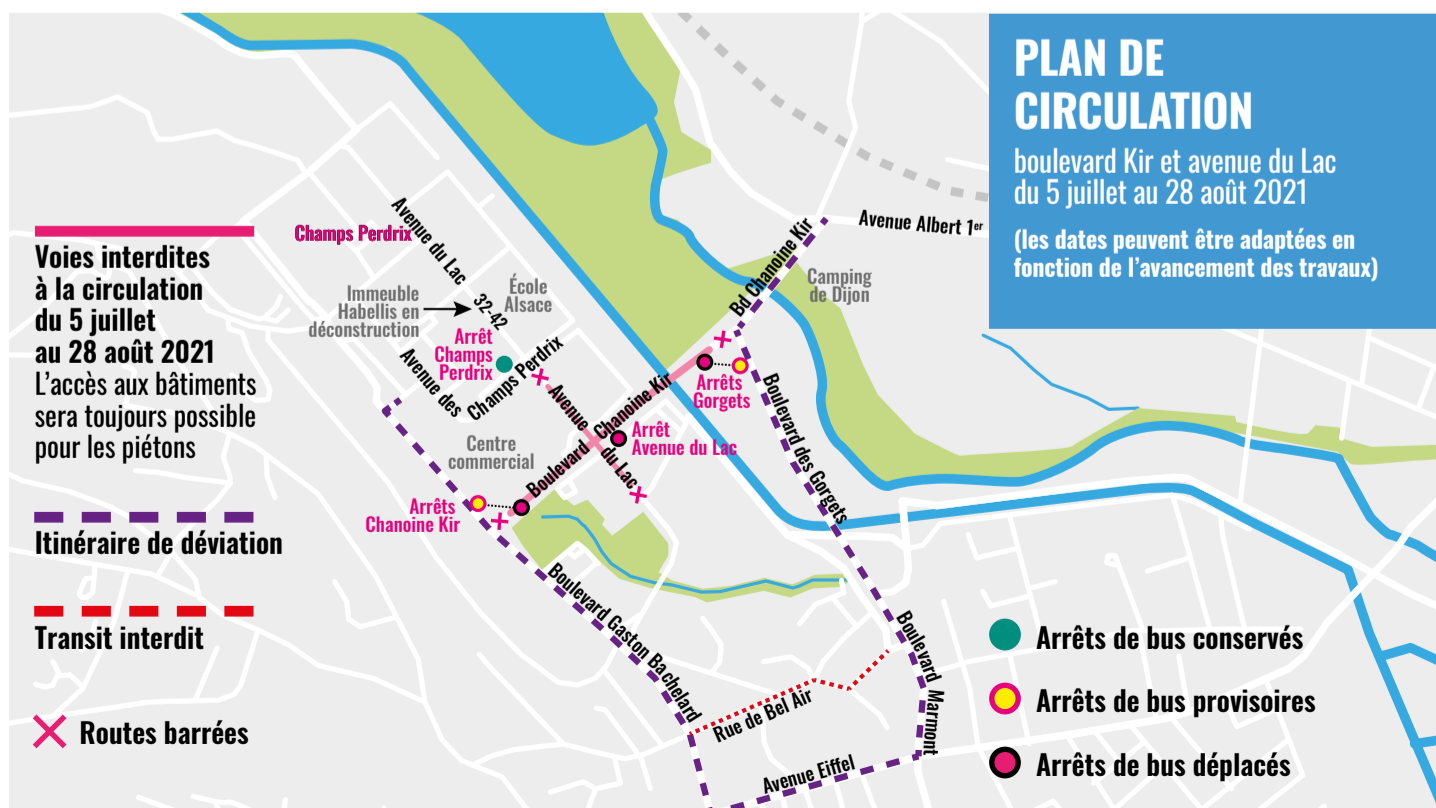 PLAN DE
CIRCULATION
boulevard Kir et avenue du Lac
du 5 juillet au 28 août 2021
(les dates peuvent être adaptées en
fonction de l'avancement des travaux)
Voies interdites
à la circulation
du 5 juillet
au 28 août 2021
L'accès aux bâtiments
sera toujours possible
pour les piétons
Itinéraire de déviation
Transit interdit
Routes barrées
Champs Perdrix
Avenue du Lac
32-42
École
Alsace
Immeuble
Habellis en
déconstruction
Arrêt
Champs
Perdrix
Avenue des
Champs Perdrix
Avenue
du Lac
Centre
commercial
Boulevard
Chanoine Kir
Arrêt
Avenue du Lac
Arrêts
Gorgets
Arrêts
Chanoine Kir
Bd Chanoine Kir
Avenue Albert 1er
Camping
de Dijon
Boulevard des Gorgets
Boulevard Gaston Bachelard
Rue de Bel Air
Boulevard Marmont
Avenue Eiffel
Arrêts de bus conservés
Arrêts de bus provisoires
Arrêts de bus déplacés